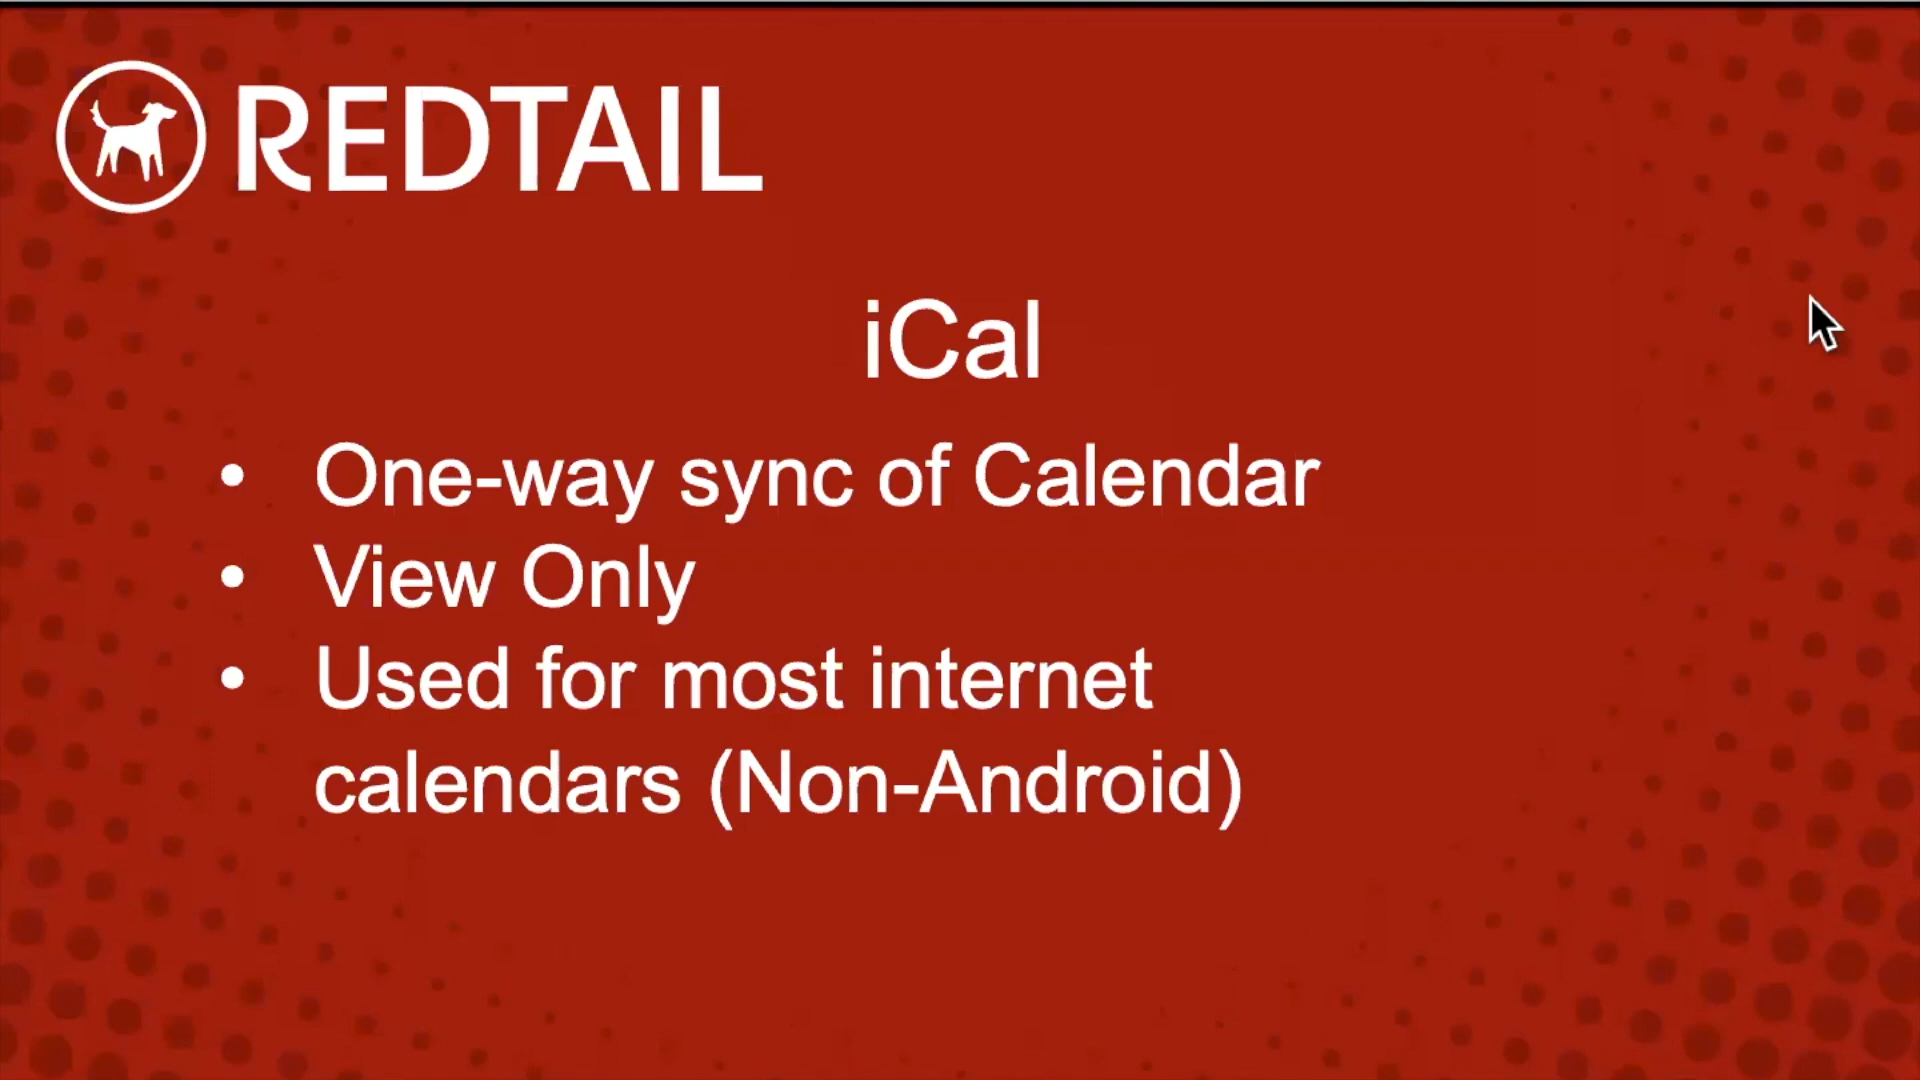 REDTAIL
iCal
• One-way sync of Calendar
• View Only
• Used for most internet
calendars (Non-Android)